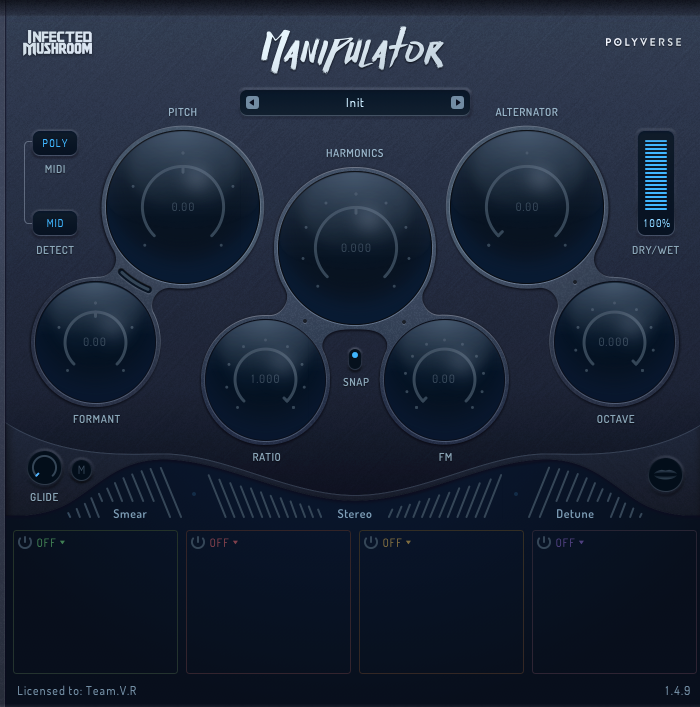 INFECTED
MUSHROOM
MANIPULATOR
POLYVERSE
Init
PITCH
ALTERNATOR
HARMONICS
POLY
MIDI
MID
DETECT
0.00
0.000
0.00
100%
DRY/WET
0.00
1.000
0.00
0.000
SNAP
FORMANT
OCTAVE
RATIO
FM
M
GLIDE
Smear
Stereo
Detune
OFF
OFF
OFF
OFF
Licensed to: Team.V.R
1.4.9